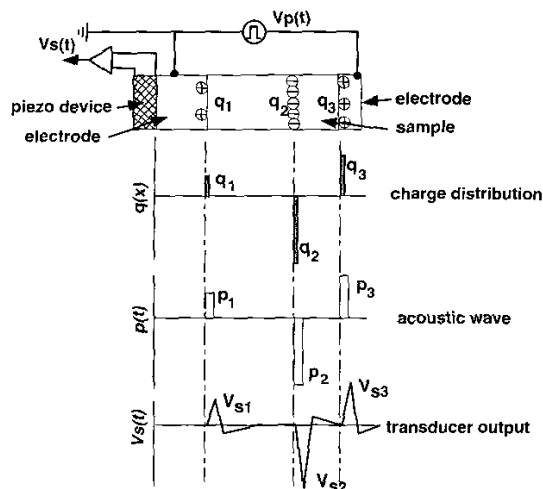 Vp(t)
Vs(t)
piezo device
electrode
q1
q2
q3
electrode
sample
q(x)
q1
q2
q3
charge distribution
p(t)
p1
p2
p3
acoustic wave
Vs(t)
Vs1
Vs2
Vs3
transducer output